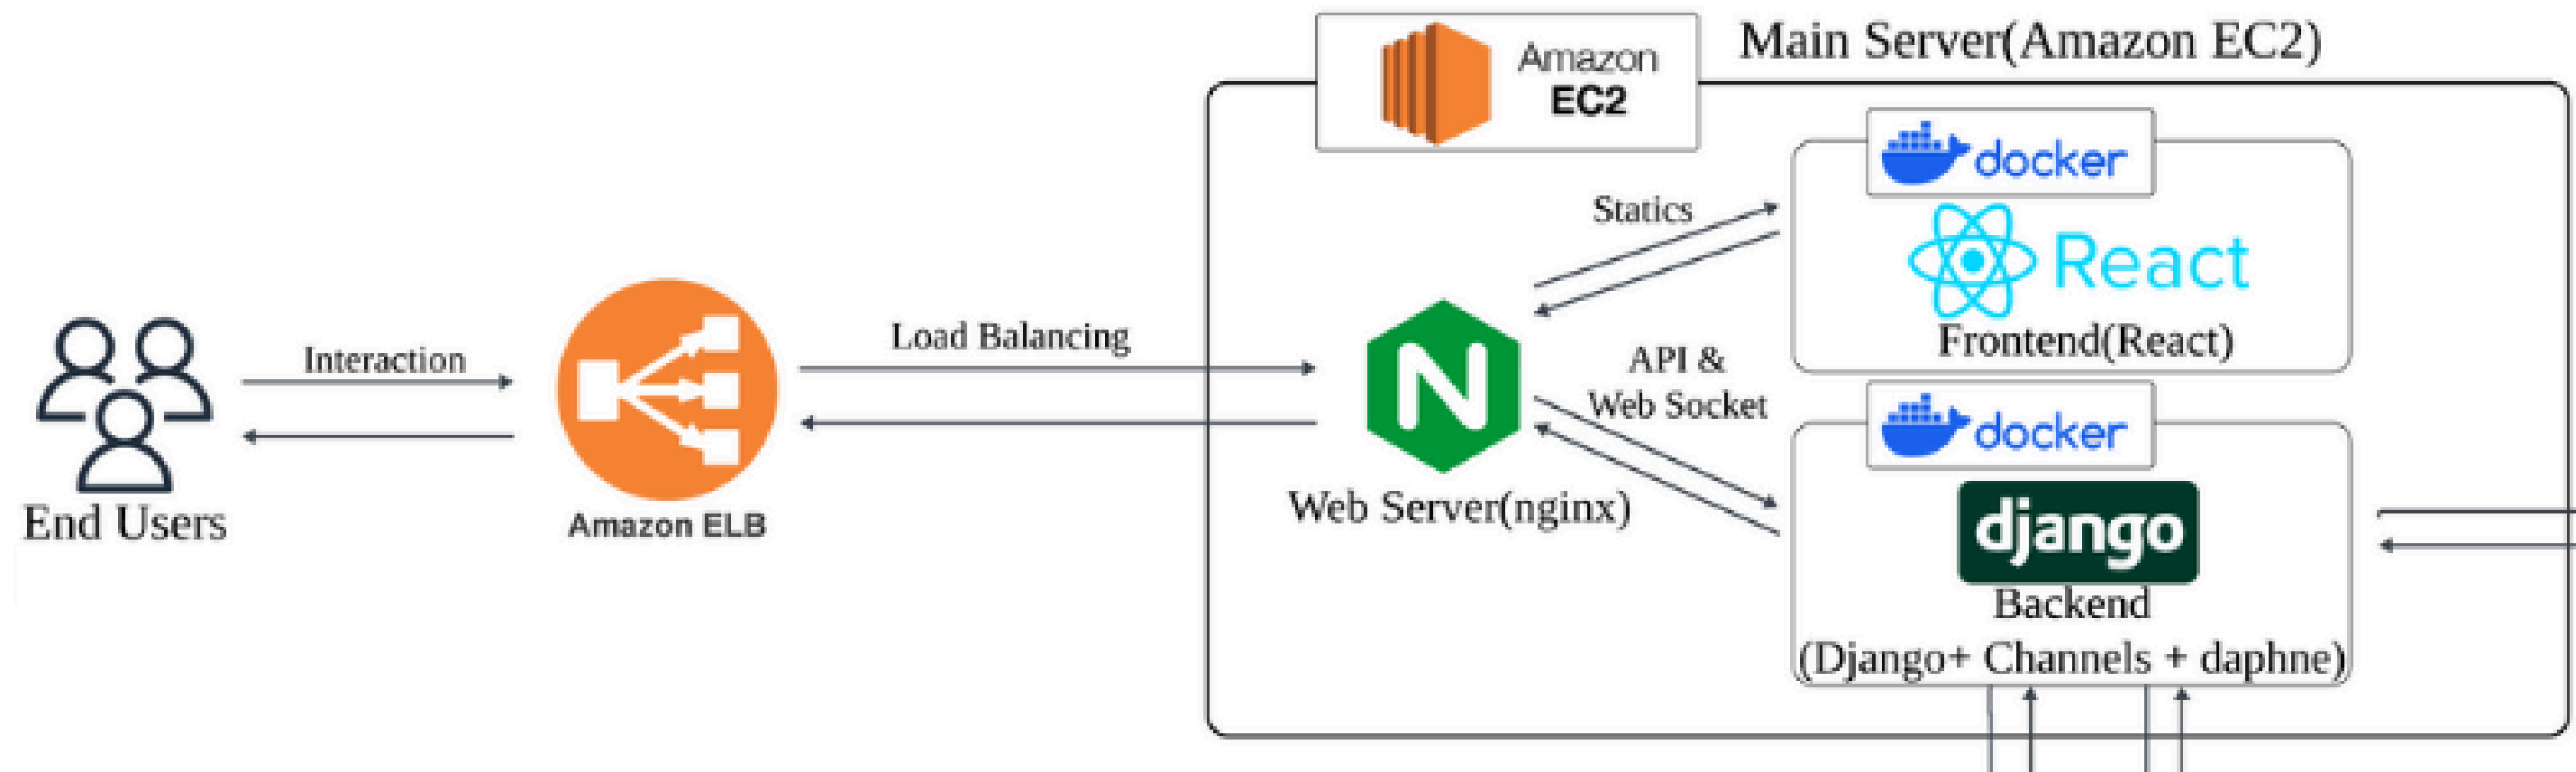 Amazon
EC2
Main Server(Amazon EC2)
docker
Statics
React
Frontend(React)
Interaction
Load Balancing
API &
Web Socket
docker
django
End Users
Amazon ELB
Web Server(nginx)
Backend
(Django+ Channels + daphne)